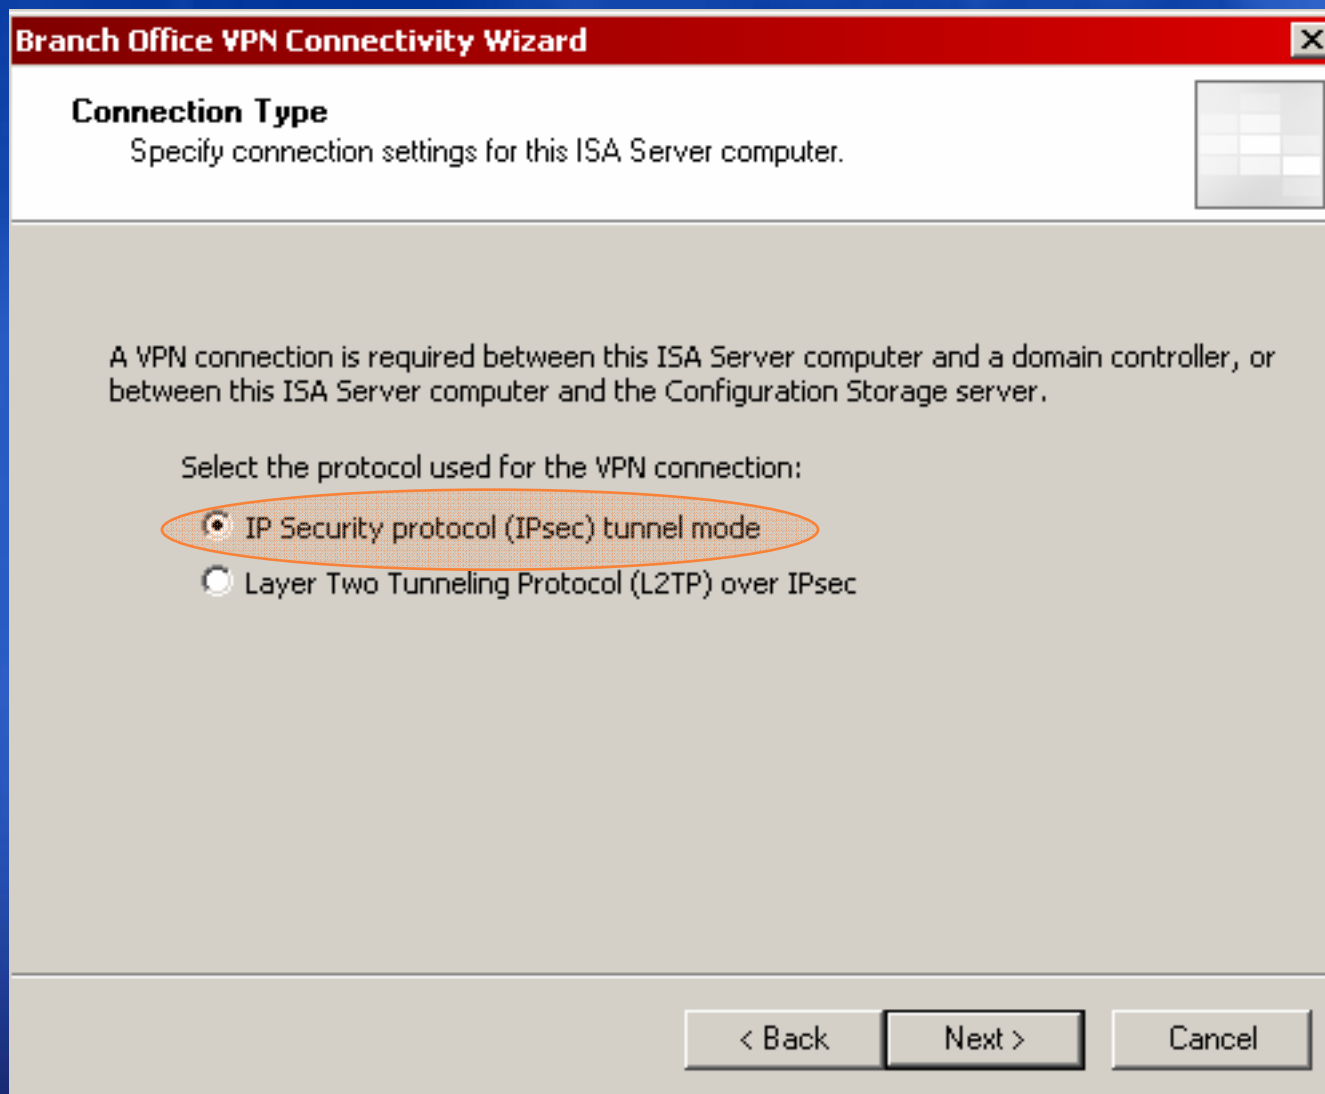 Branch Office VPN Connectivity Wizard
Connection Type
Specify connection settings for this ISA Server computer.
A VPN connection is required between this ISA Server computer and a domain controller, or
between this ISA Server computer and the Configuration Storage server.
Select the protocol used for the VPN connection:
IP Security protocol (IPsec) tunnel mode
Layer Two Tunneling Protocol (L2TP) over IPsec
< Back Next > Cancel